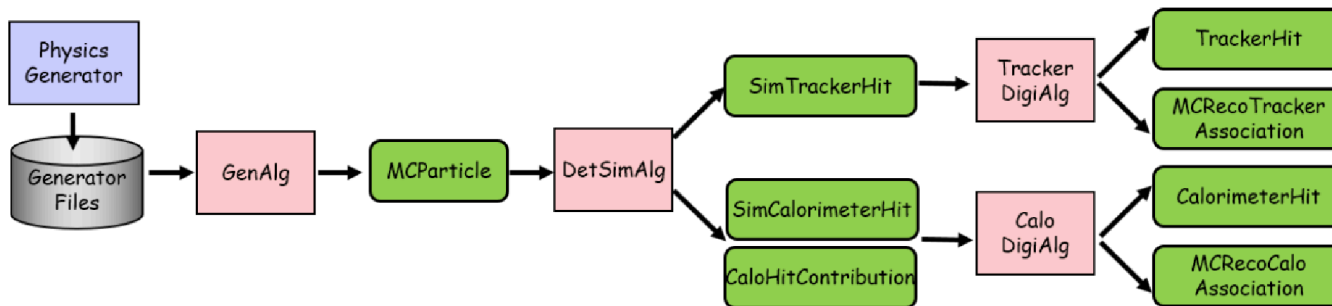 Physics
Generator
Generator
Files
GenAlg
MCParticle
DetSimAlg
SimTrackerHit
SimCalorimeterHit
CaloHitContribution
Tracker
DigiAlg
Calo
DigiAlg
TrackerHit
MCRecoTracker
Association
CalorimeterHit
MCRecoCalo
Association